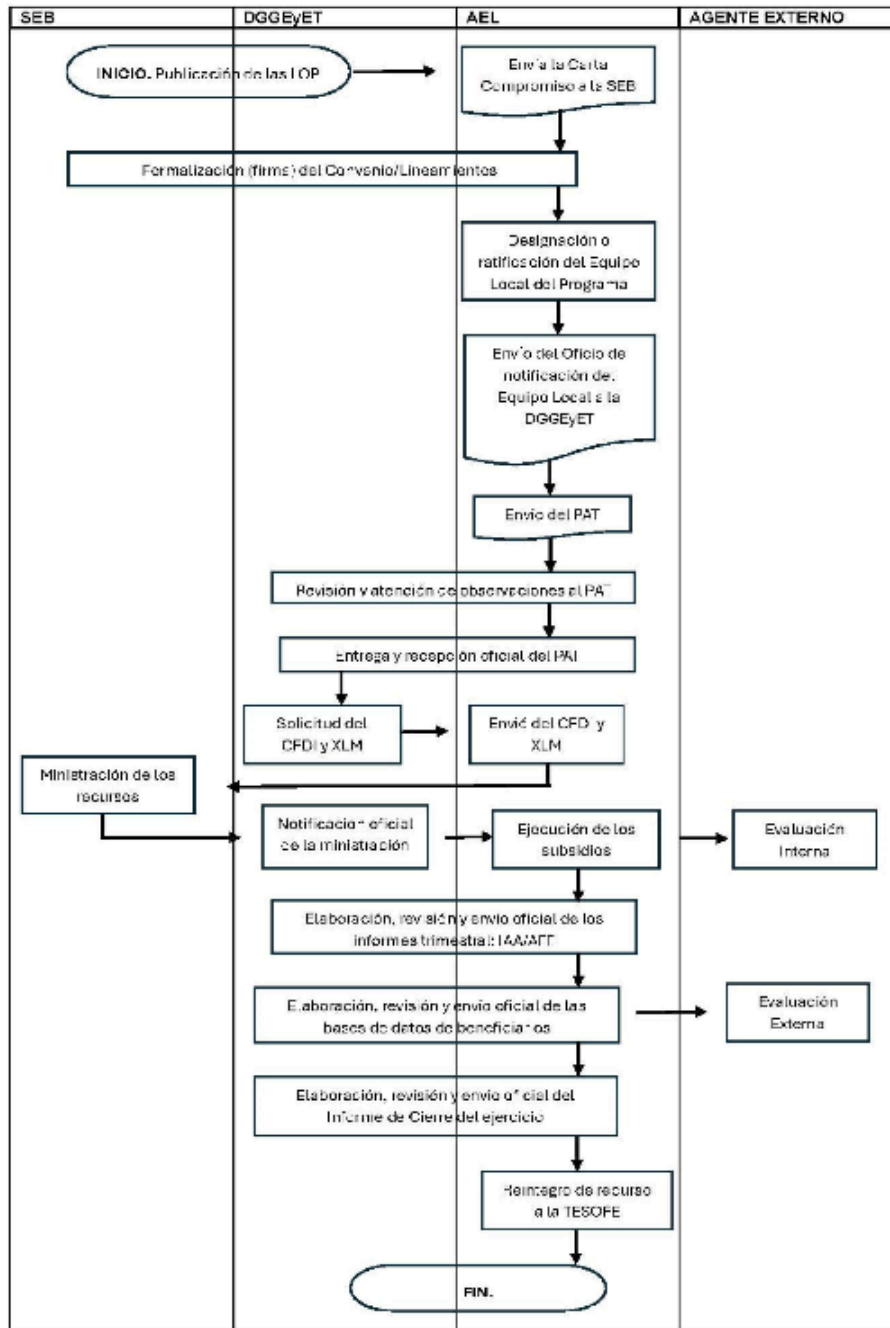 SEB
DGGEyET
AEL
AGENTE EXTERNO
INICIO. Publicación de las
Envía la Carta
Compromiso a la SEB
Formalización (firma) del Convenio/Lineamientos
Designación o
ratificación del Equipo
Local del Programa
Envío del Oficio de
notificación del
Equipo Local a la
DGGEyET
Envío del PAT
Revisión y atención de observaciones al PAT
Entrega y recepción oficial del PAT
Solicitud del
CFDI y XLM
Envió del CFDI y
XLM
Ministración de los
recursos
Notificación oficial
de la ministración
Ejecución de los
subsidios
Evaluación
Interna
Elaboración, revisión y envío oficial de los
informes trimestral:
Elaboración, revisión y envío oficial de las
bases de datos de beneficiarios
Evaluación
Externa
Elaboración, revisión y envío oficial del
Informe de Cierre del ejercicio
Reintegro de recurso
a la TESOFE
FIN.